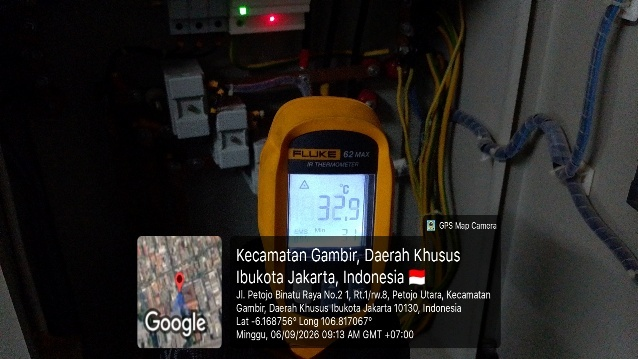 FLUKE 62 MAX
IR THERMOMETER
°C
32.9
Min
GPS Map Camera
Kecamatan Gambir, Daerah Khusus
Ibukota Jakarta, Indonesia 🇮🇩
Jl. Petojo Binatu Raya No.2 1, Rt.1/rw.8, Petojo Utara, Kecamatan
Gambir, Daerah Khusus Ibukota Jakarta 10130, Indonesia
Lat -6.168756° Long 106.817067°
Minggu, 06/09/2026 09:13 AM GMT +07:00
Google